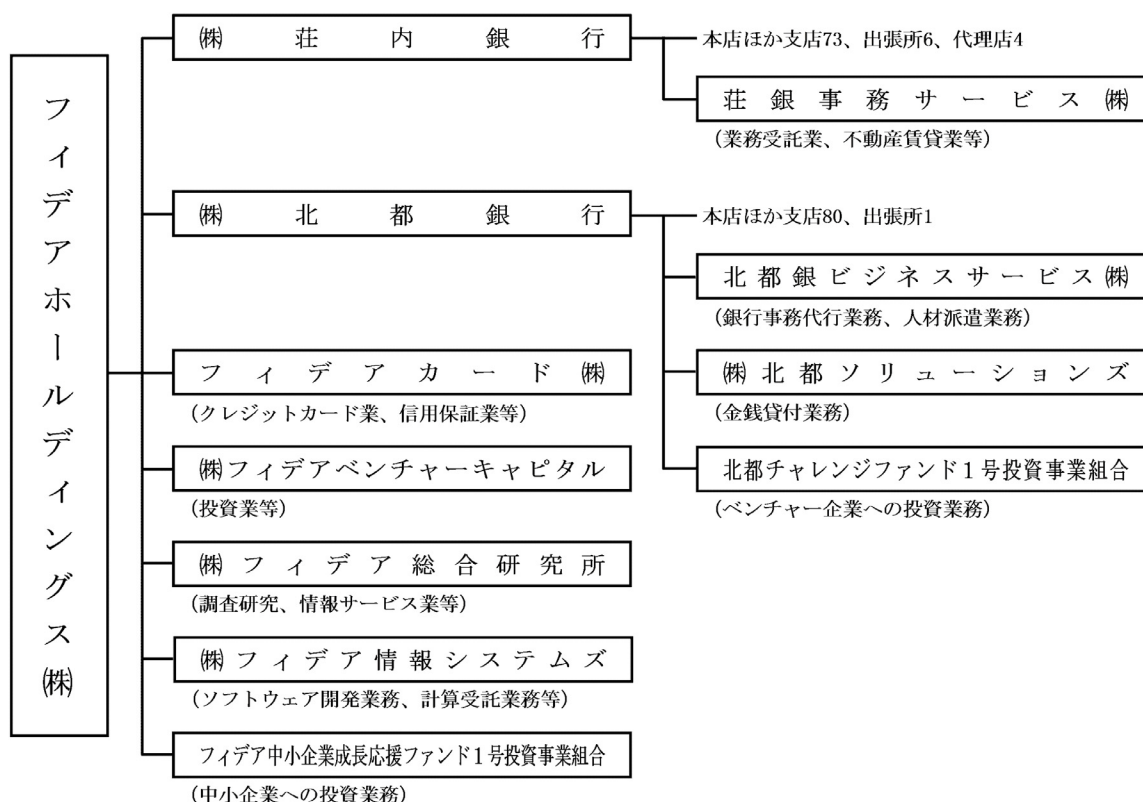 フィデアホールディングス㈱
㈱荘内銀行
本店ほか支店73、出張所6、代理店4
荘銀事務サービス㈱
(業務受託業、不動産賃貸業等)
㈱北都銀行
本店ほか支店80、出張所1
北都銀ビジネスサービス㈱
(銀行事務代行業務、人材派遣業務)
㈱北都ソリューションズ
(金銭貸付業務)
北都チャレンジファンド1号投資事業組合
(ベンチャー企業への投資業務)
フィデアカード㈱
(クレジットカード業、信用保証業等)
㈱フィデアベンチャーキャピタル
(投資業等)
㈱フィデア総合研究所
(調査研究、情報サービス業等)
㈱フィデア情報システムズ
(ソフトウェア開発業務、計算受託業務等)
フィデア中小企業成長応援ファンド1号投資事業組合
(中小企業への投資業務)